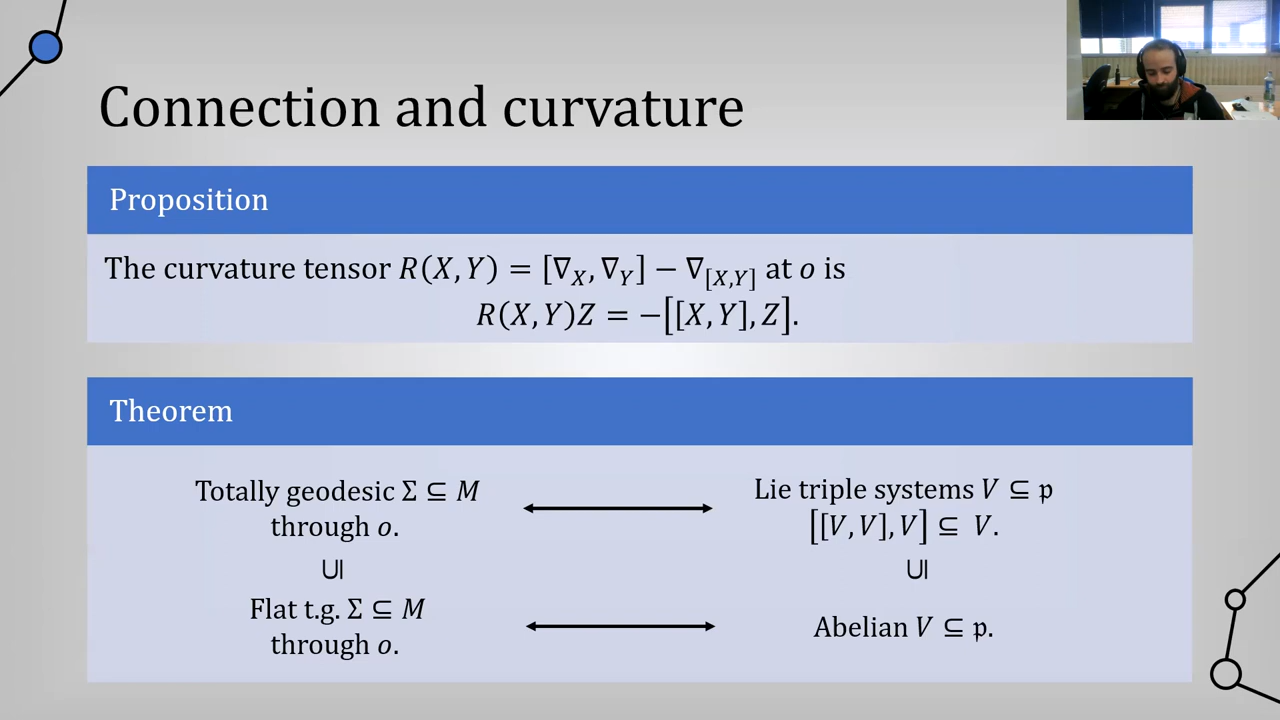 Connection and curvature
Proposition
The curvature tensor R(X, Y) = [∇_X, ∇_Y] − ∇_{[X,Y]} at o is
R(X, Y)Z = −[[X, Y], Z].
Theorem
Totally geodesic Σ ⊆ M
through o.
Lie triple systems V ⊆ 𝔭
[[V, V], V] ⊆ V.
⊆ ⊆
Flat t.g. Σ ⊆ M
through o.
Abelian V ⊆ 𝔭.